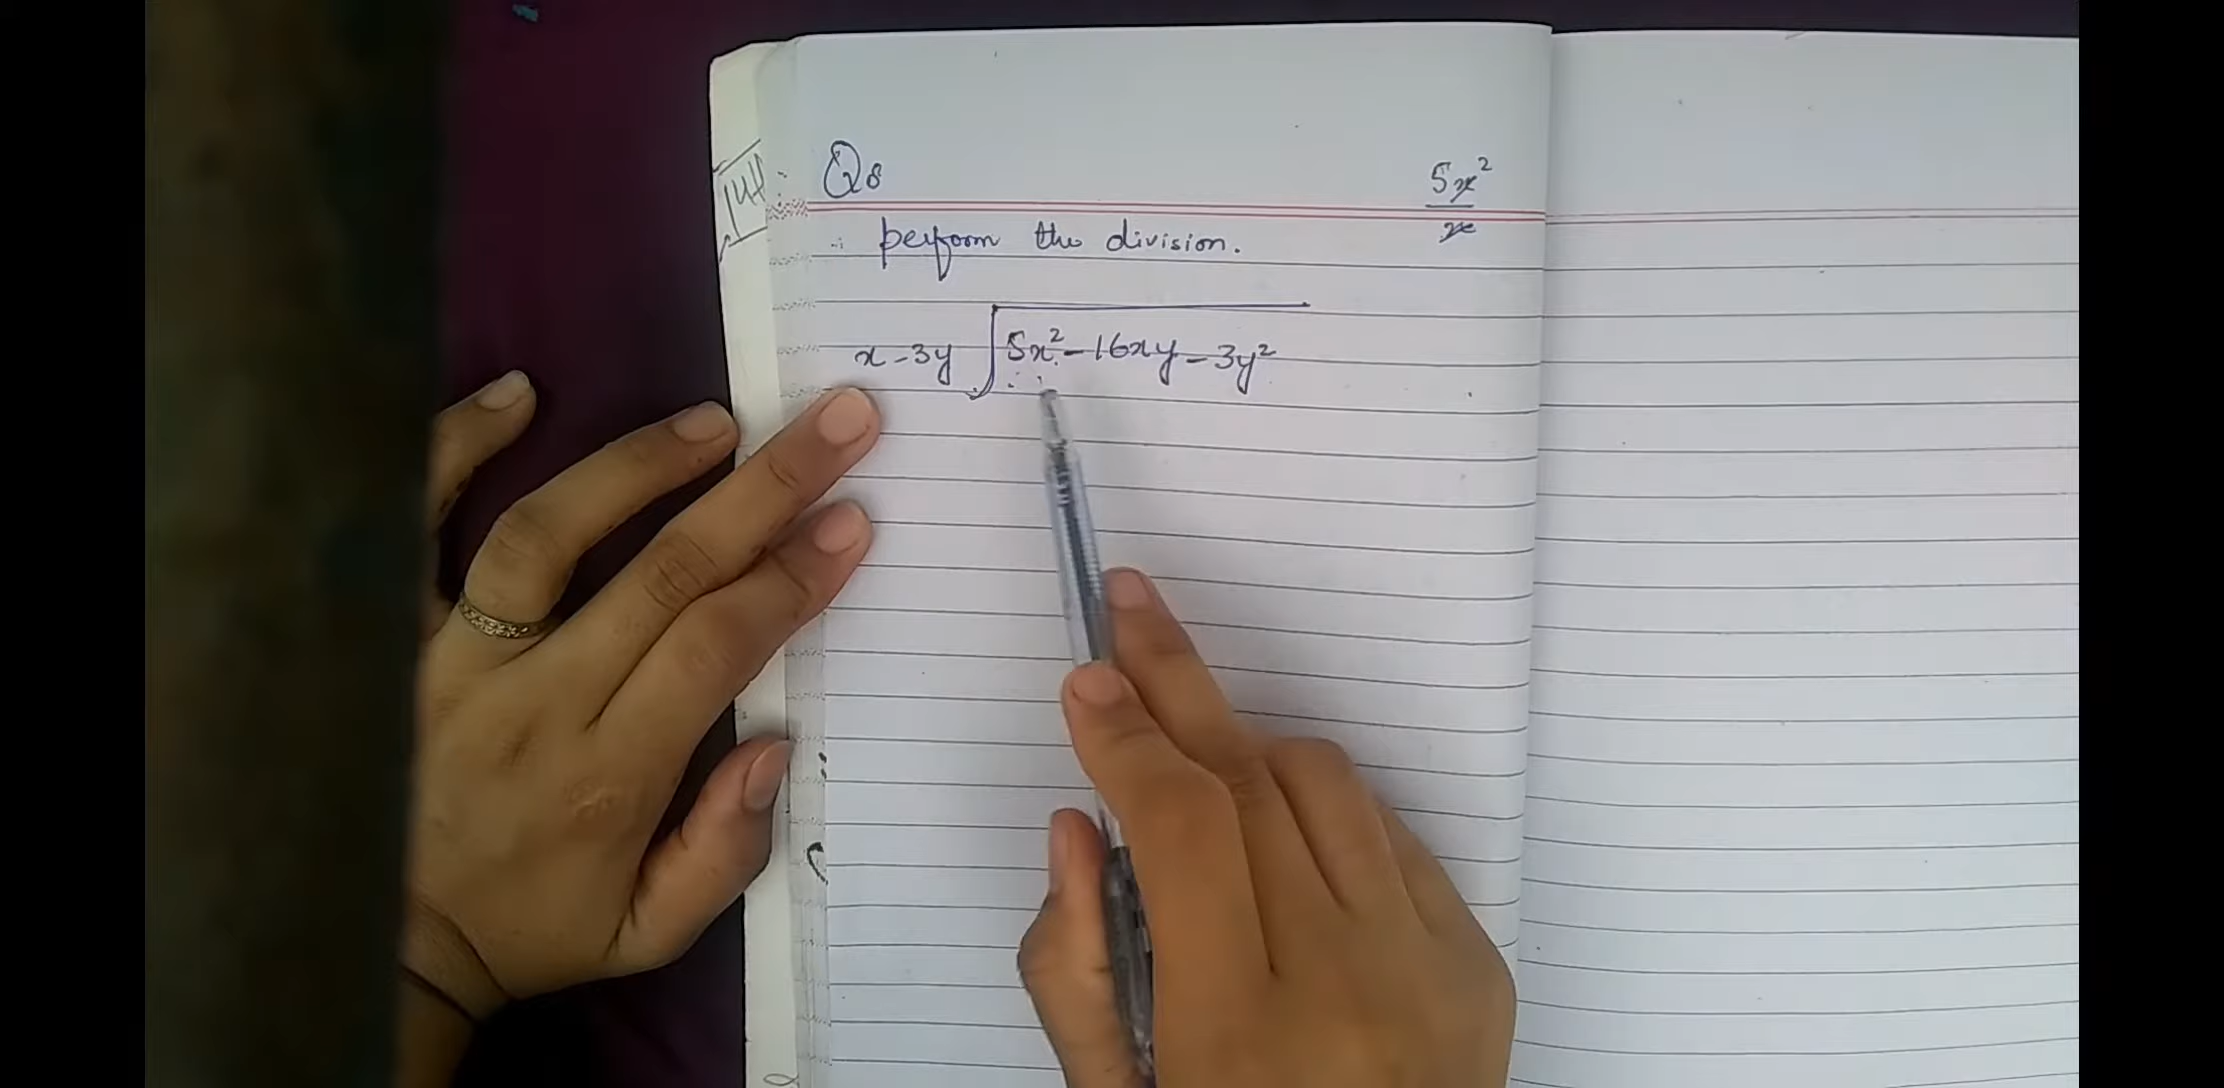 Q8
5x²
x
perform the division.
x - 3y √5x² - 16xy - 3y²